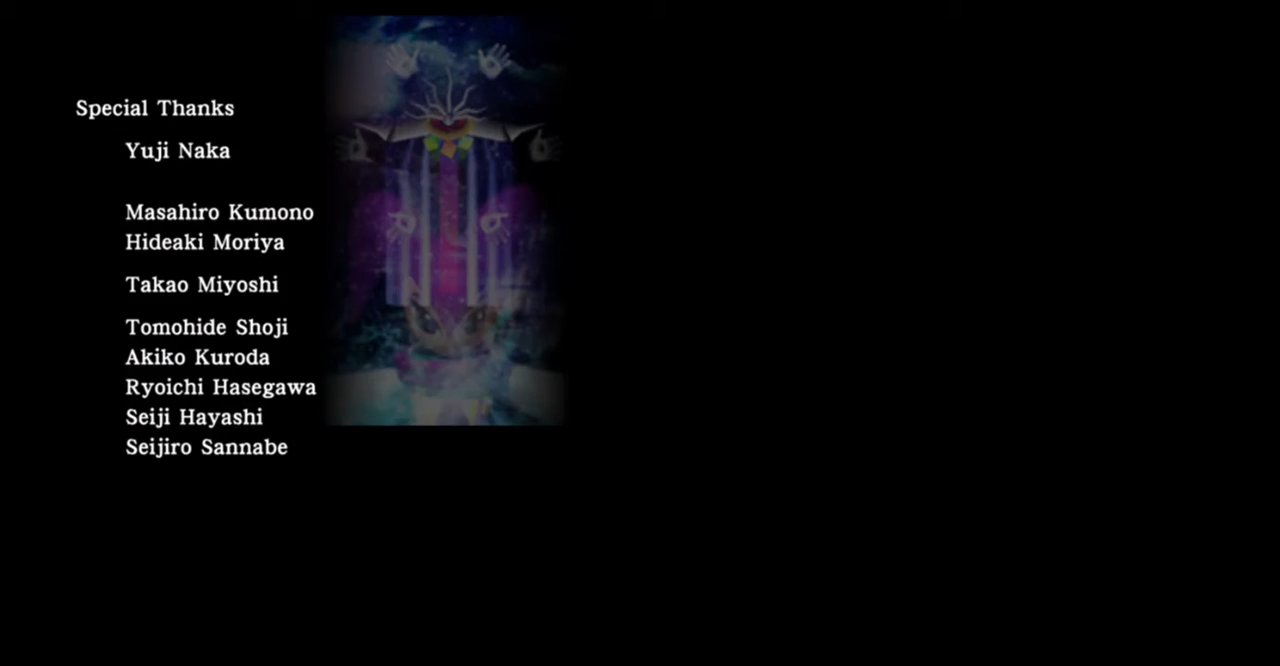 Special Thanks
Yuji Naka
Masahiro Kumono
Hideaki Moriya
Takao Miyoshi
Tomohide Shoji
Akiko Kuroda
Ryoichi Hasegawa
Seiji Hayashi
Seijiro Sannabe